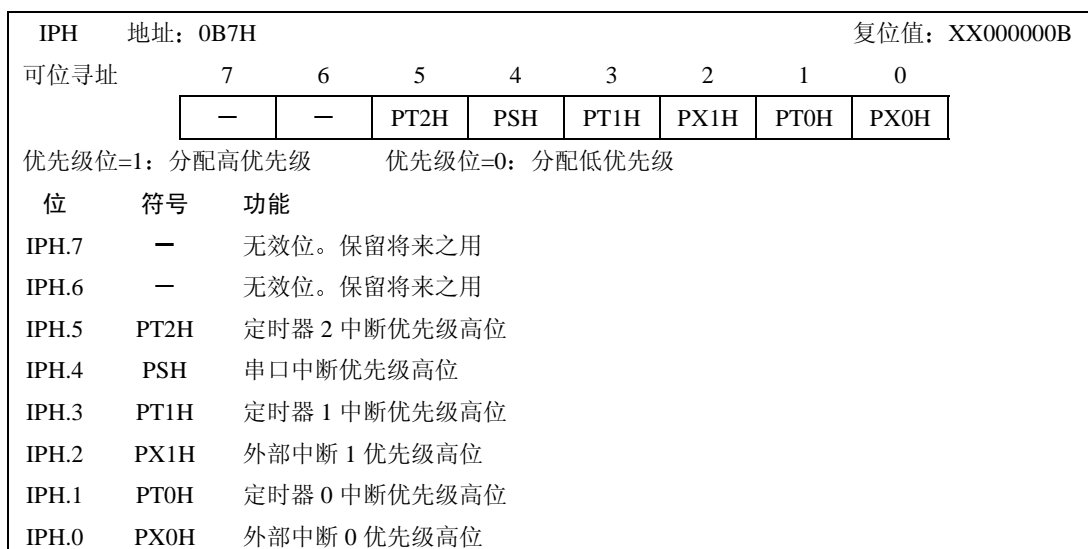 IPH 地址：0B7H 复位值：XX000000B
可位寻址 7 6 5 4 3 2 1 0
－ － PT2H PSH PT1H PX1H PT0H PX0H
优先级位=1：分配高优先级 优先级位=0：分配低优先级
位 符号 功能
IPH.7 － 无效位。保留将来之用
IPH.6 － 无效位。保留将来之用
IPH.5 PT2H 定时器 2 中断优先级高位
IPH.4 PSH 串口中断优先级高位
IPH.3 PT1H 定时器 1 中断优先级高位
IPH.2 PX1H 外部中断 1 优先级高位
IPH.1 PT0H 定时器 0 中断优先级高位
IPH.0 PX0H 外部中断 0 优先级高位